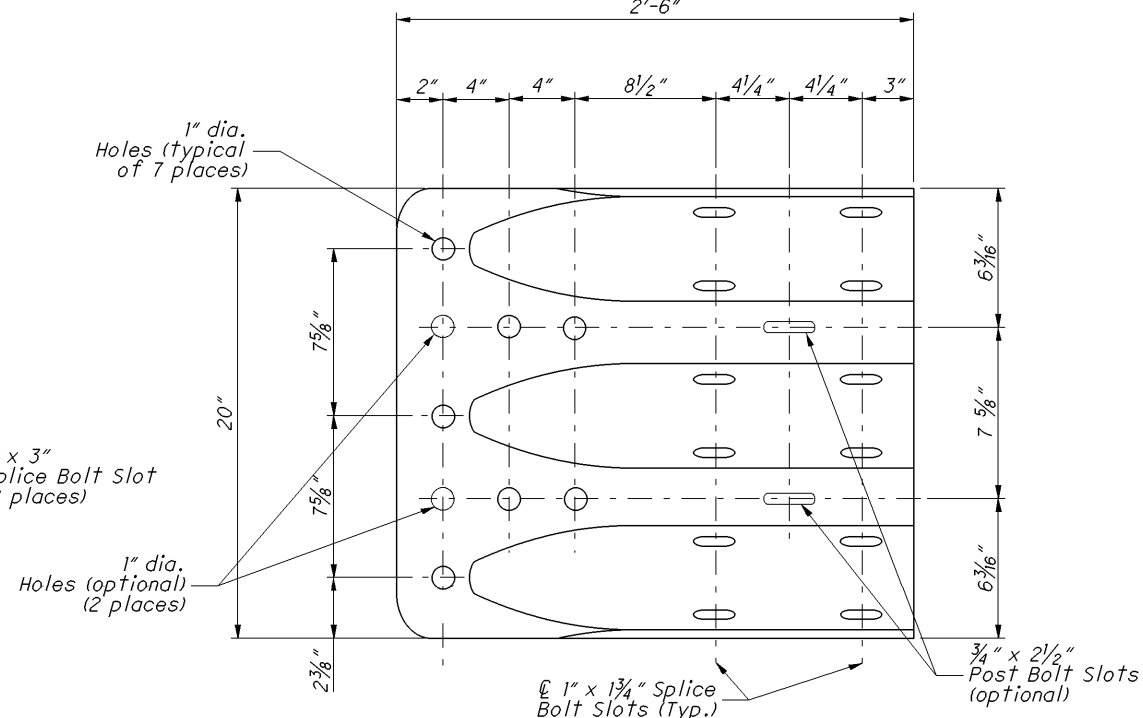 2'-6"
2" 4" 4" 8½" 4¼" 4¼" 3"
1" dia.
Holes (typical
of 7 places)
6³⁄₁₆"
7⅝"
20"
7 ⅝"
x 3"
plice Bolt Slot
places)
7⅝"
1" dia.
Holes (optional)
(2 places)
6³⁄₁₆"
2⅜"
℄ 1" x 1¾" Splice
Bolt Slots (Typ.)
¾" x 2½"
Post Bolt Slots
(optional)